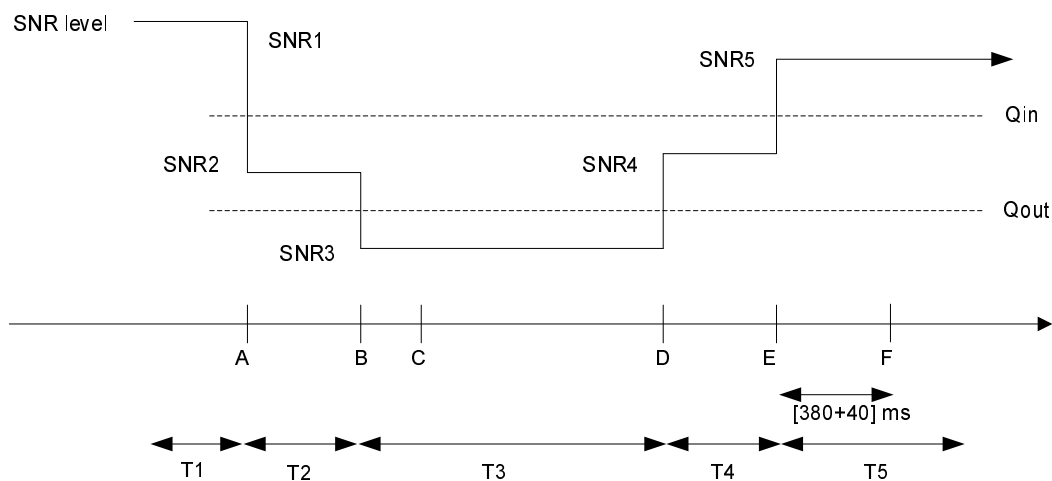 SNR level
SNR1
SNR5
Qin
SNR2
SNR4
Qout
SNR3
A B C D E F
[380+40] ms
T1 T2 T3 T4 T5